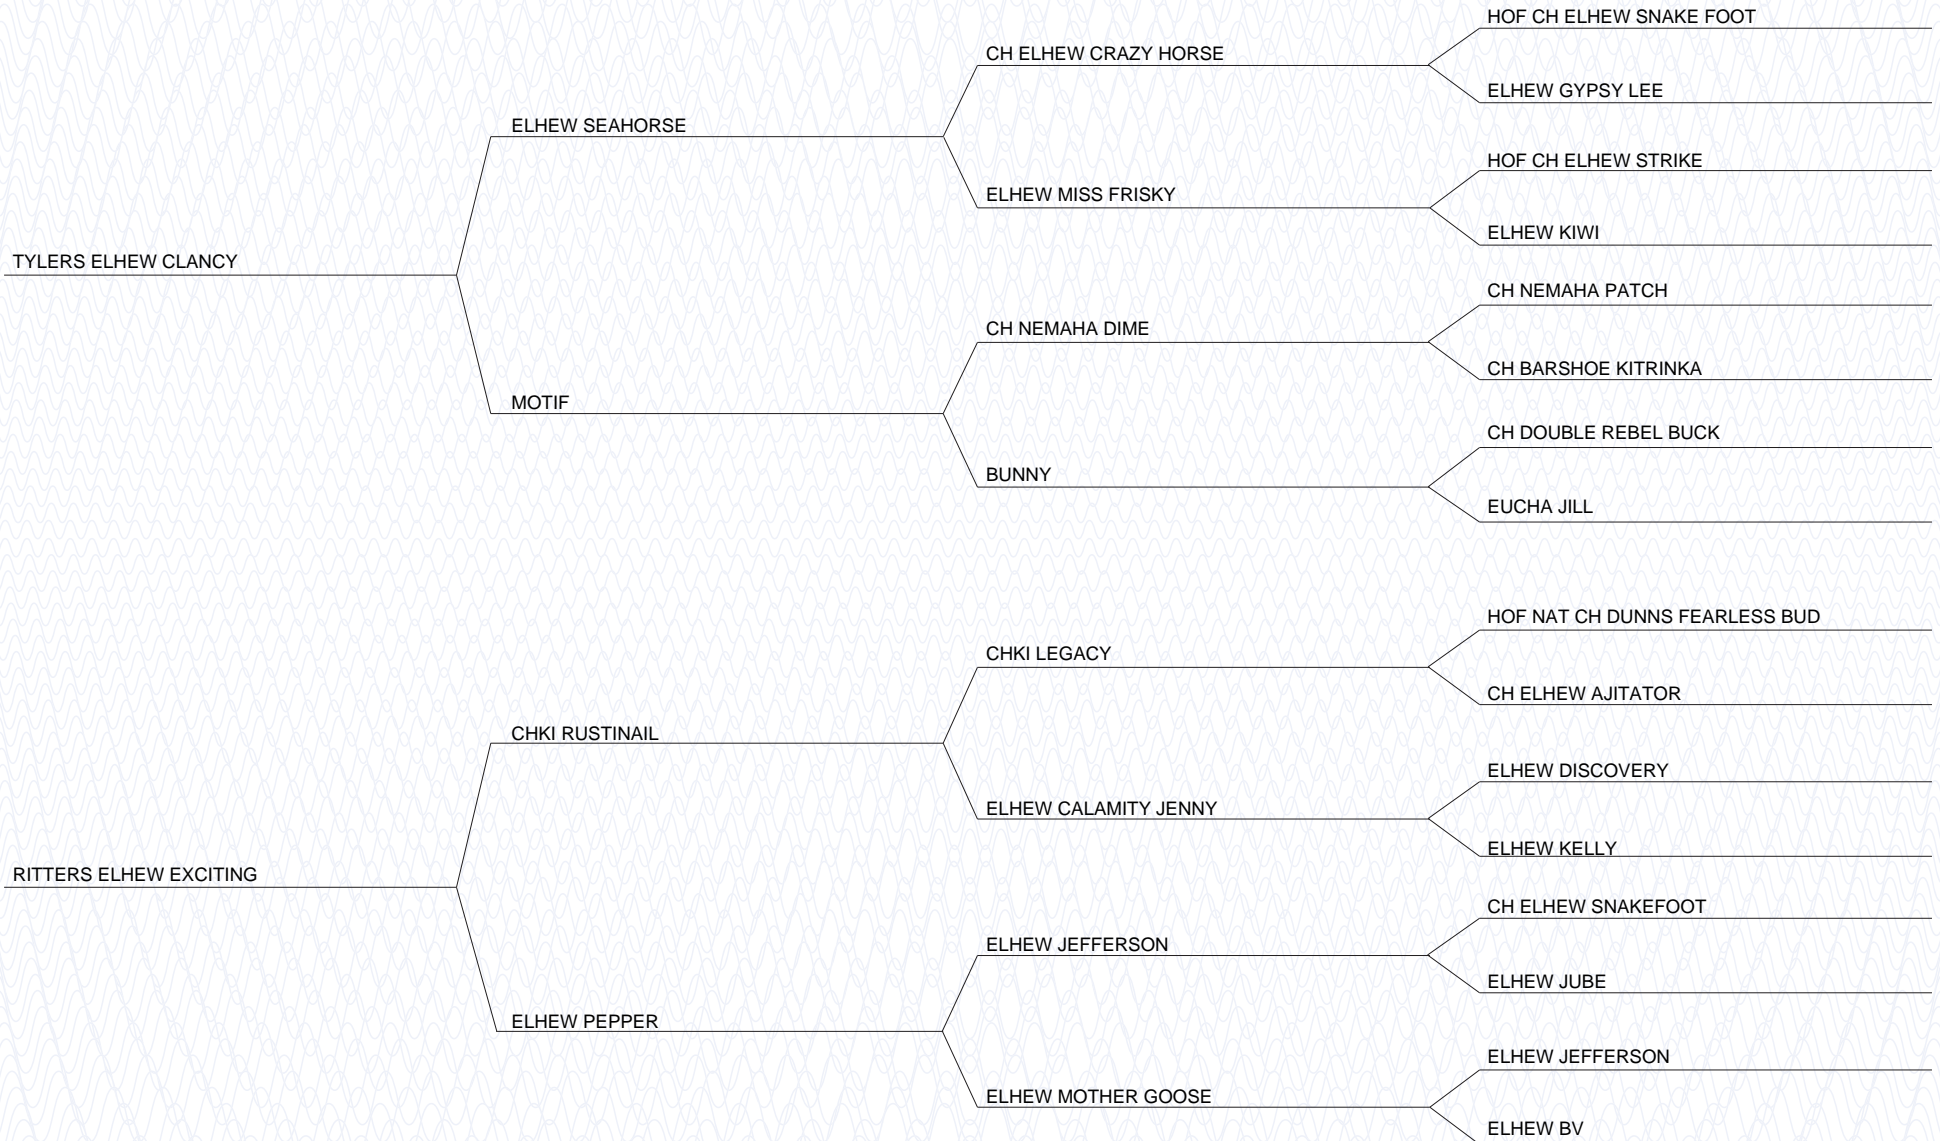 HOF CH ELHEW SNAKE FOOT
CH ELHEW CRAZY HORSE
ELHEW GYPSY LEE
ELHEW SEAHORSE
HOF CH ELHEW STRIKE
ELHEW MISS FRISKY
ELHEW KIWI
TYLERS ELHEW CLANCY
CH NEMAHA PATCH
CH NEMAHA DIME
CH BARSHOE KITRINKA
MOTIF
CH DOUBLE REBEL BUCK
BUNNY
EUCHA JILL
HOF NAT CH DUNNS FEARLESS BUD
CHKI LEGACY
CH ELHEW AJITATOR
CHKI RUSTINAIL
ELHEW DISCOVERY
ELHEW CALAMITY JENNY
ELHEW KELLY
RITTERS ELHEW EXCITING
CH ELHEW SNAKEFOOT
ELHEW JEFFERSON
ELHEW JUBE
ELHEW PEPPER
ELHEW JEFFERSON
ELHEW MOTHER GOOSE
ELHEW BV